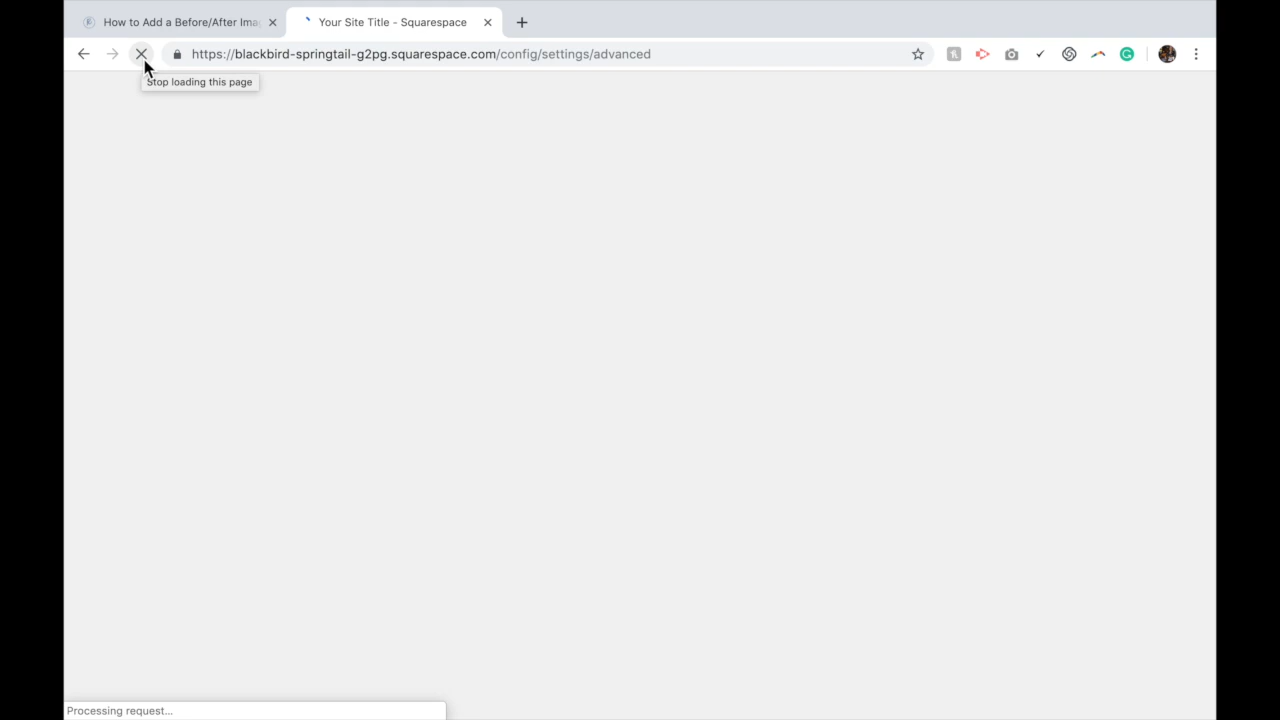 How to Add a Before/After Ima
Your Site Title - Squarespace
https://blackbird-springtail-g2pg.squarespace.com/config/settings/advanced
Stop loading this page
Processing request...